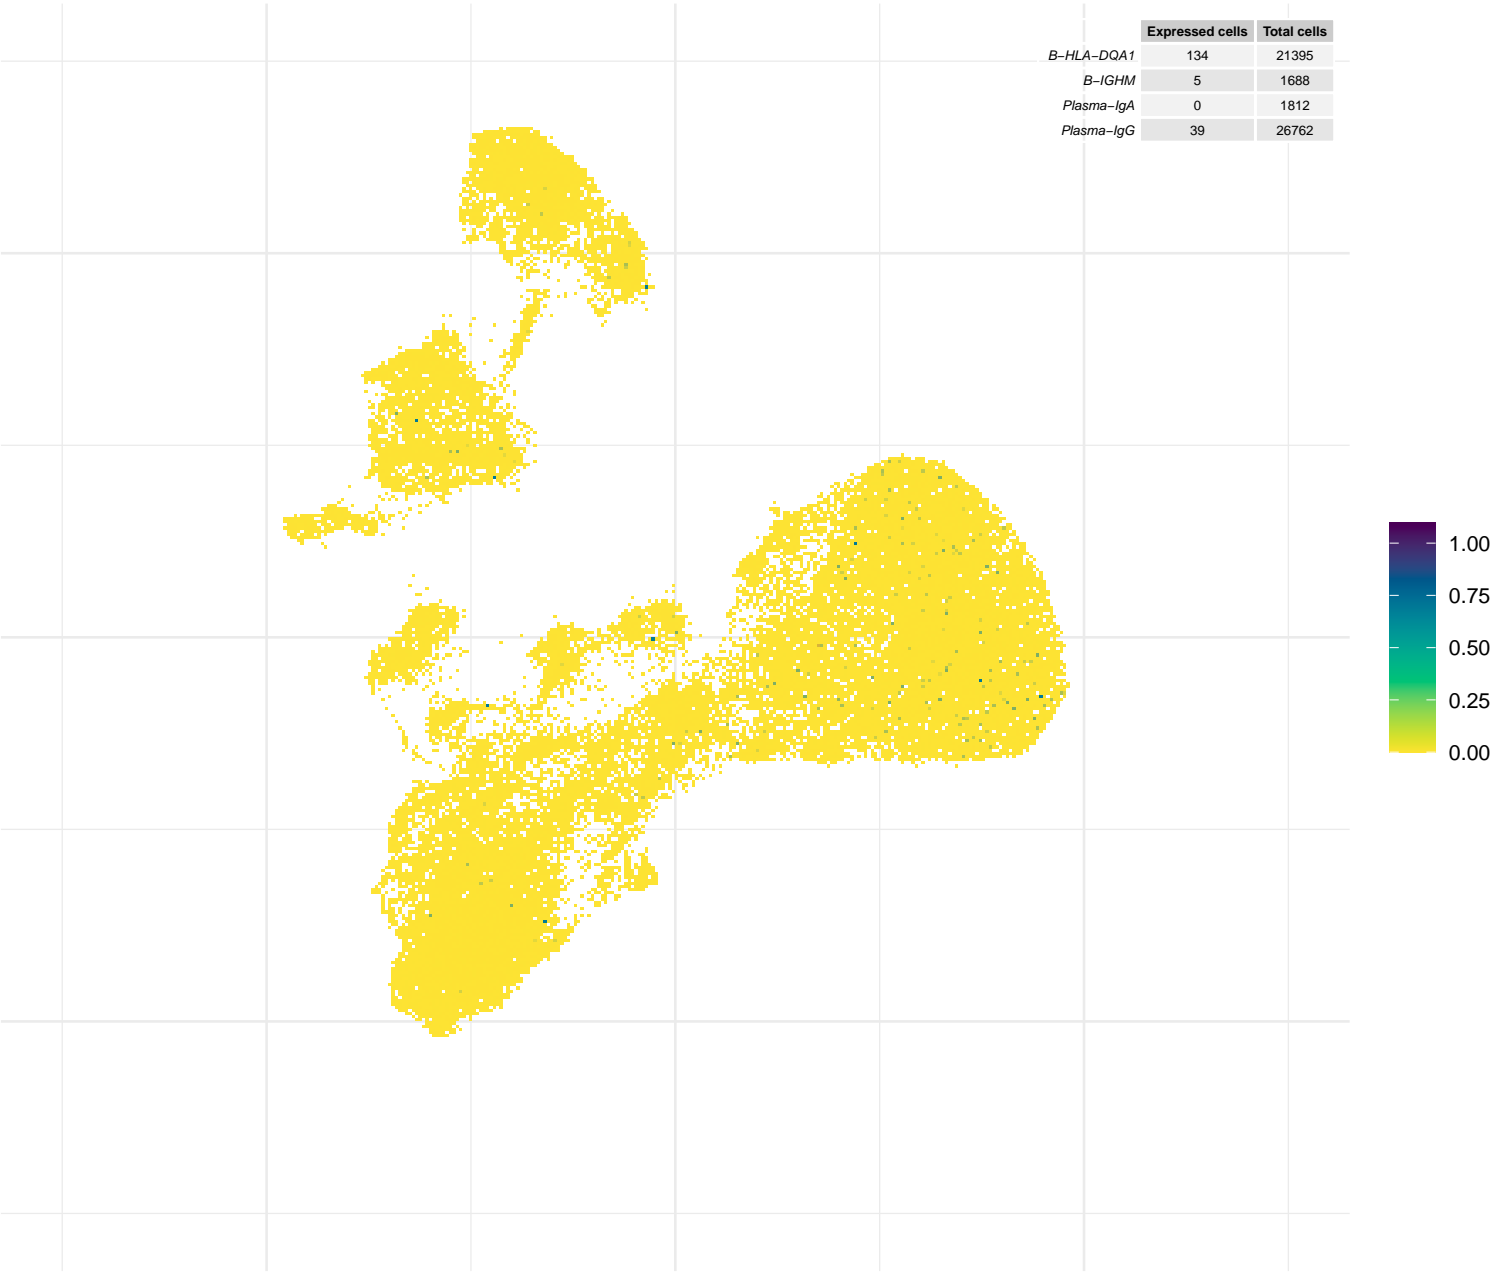 Expressed cells Total cells
B−HLA−DQA1 134 21395
B−IGHM 5 1688
Plasma−IgA 0 1812
Plasma−IgG 39 26762
1.00
0.75
0.50
0.25
0.00